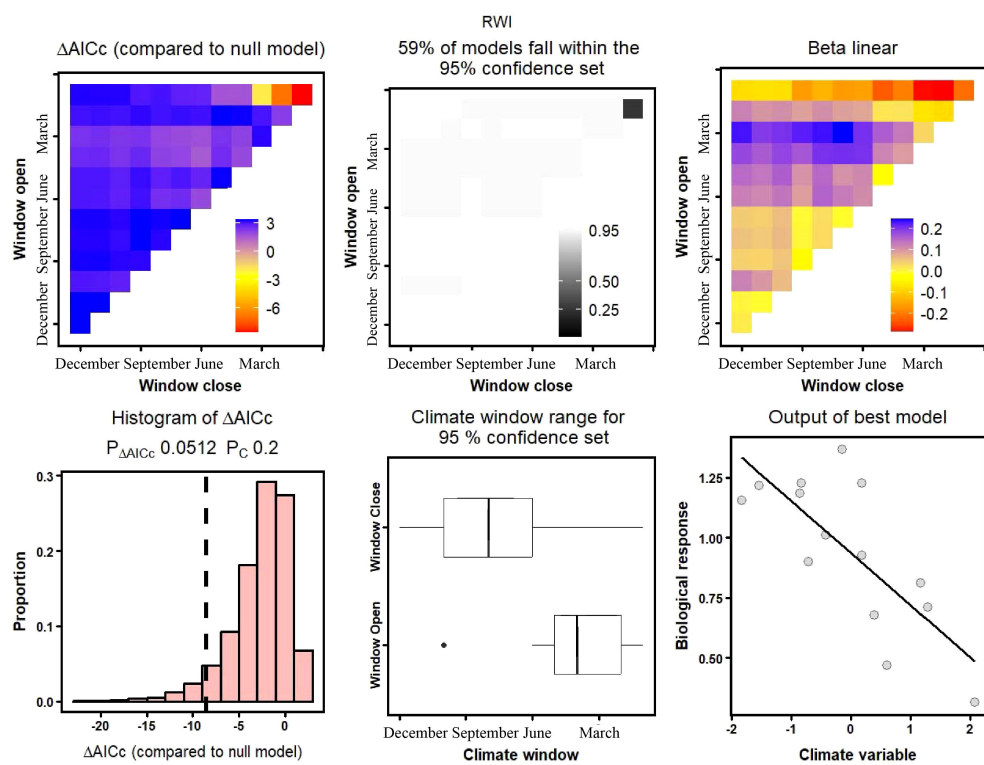 RWI
ΔAICc (compared to null model)
Window open
March
June
September
December
3
0
-3
-6
December September June March
Window close
59% of models fall within the
95% confidence set
Window open
March
June
September
December
0.95
0.50
0.25
December September June March
Window close
Beta linear
Window open
March
June
September
December
0.2
0.1
0.0
-0.1
-0.2
December September June March
Window close
Histogram of ΔAICc
PΔAICc 0.0512 PC 0.2
Proportion
0.3
0.2
0.1
0.0
-20 -15 -10 -5 0
ΔAICc (compared to null model)
Climate window range for
95 % confidence set
Window Close
Window Open
December September June March
Climate window
Output of best model
Biological response
1.25
1.00
0.75
0.50
-2 -1 0 1 2
Climate variable